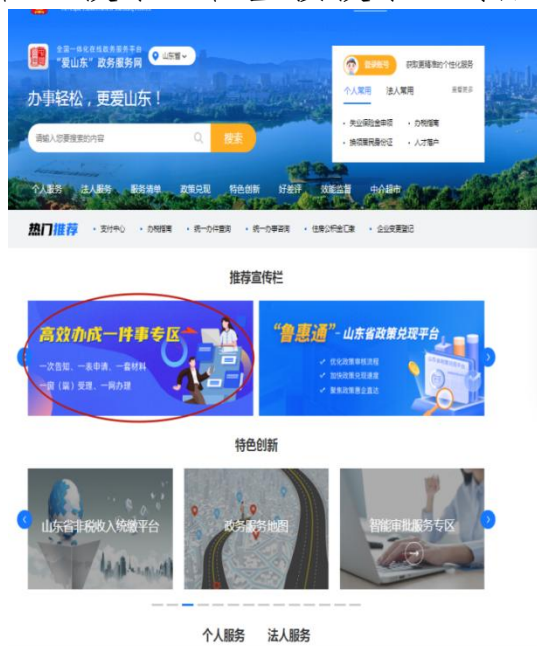 全国一体化在线政务服务平台
“爱山东”政务服务网 山东省
登录帐号 获取更精准的个性化服务
个人常用 法人常用 查看更多
办事轻松，更爱山东！
· 失业保险金申领 · 办税指南
· 换领居民身份证 · 人才落户
请输入您要搜索的内容 搜索
个人服务 法人服务 服务清单 政策兑现 特色创新 好差评 效能监督 中介超市
热门推荐 · 支付中心 · 办税指南 · 统一办件查询 · 统一办事咨询 · 住房公积金汇缴 · 企业变更登记
推荐宣传栏
高效办成一件事专区
一次告知、一表申请、一套材料
一窗（端）受理、一网办理
“鲁惠通”- 山东省政策兑现平台
✓ 优化政策审核流程
✓ 加快政策兑现速度
✓ 聚焦政策惠企直达
特色创新
山东省非税收入统缴平台
政务服务地图
智能审批服务专区
个人服务 法人服务